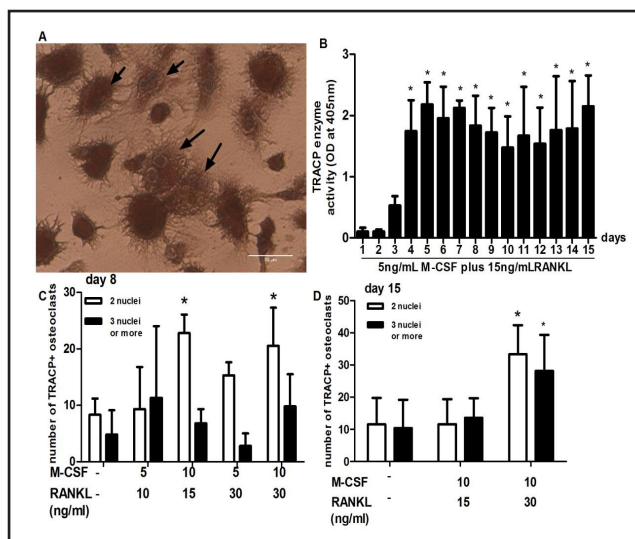 A
B
TRACP enzyme
activity (OD at 405nm)
3
2
1
0
* * * * * * * * * * * *
1 2 3 4 5 6 7 8 9 10 11 12 13 14 15 days
5ng/mL M-CSF plus 15ng/mLRANKL
C
day 8
number of TRACP+ osteoclasts
30
20
10
0
2 nuclei
3 nuclei
or more
* *
M-CSF - 5 10 5 10
RANKL - 10 15 30 30
(ng/ml)
D
day 15
number of TRACP+ osteoclasts
50
40
30
20
10
0
2 nuclei
3 nuclei
or more
* *
M-CSF - 10 10
RANKL - 15 30
(ng/ml)